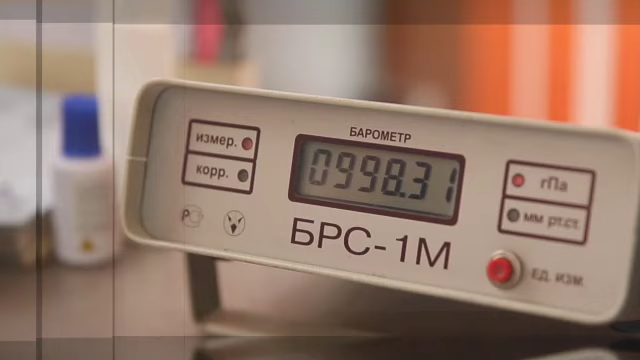 БАРОМЕТР
измер.
корр.
0998.31
гПа
мм рт.ст.
БРС-1М
ЕД. ИЗМ.